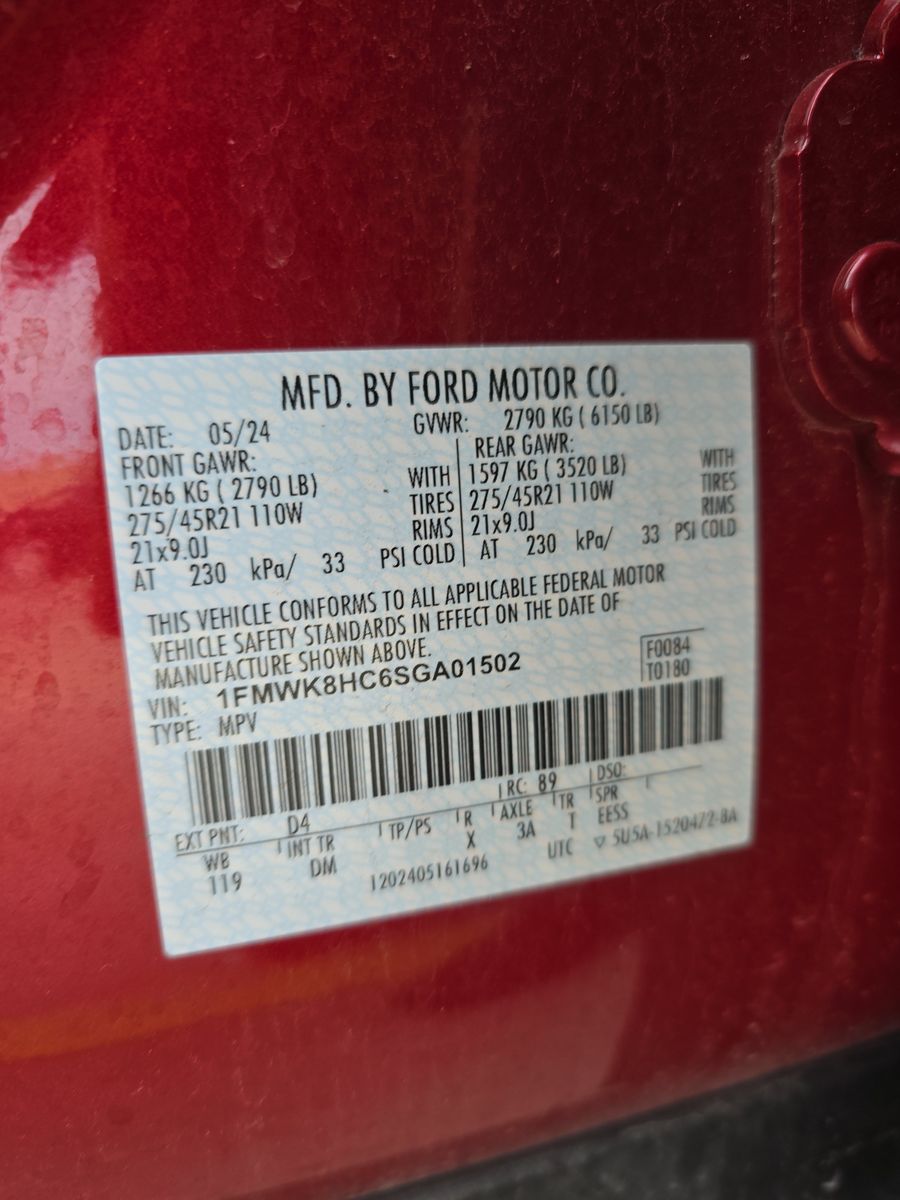 MFD. BY FORD MOTOR CO.
DATE: 05/24 GVWR: 2790 KG ( 6150 LB)
FRONT GAWR: REAR GAWR:
1266 KG ( 2790 LB) WITH 1597 KG ( 3520 LB) WITH
275/45R21 110W TIRES 275/45R21 110W TIRES
21x9.0J RIMS 21x9.0J RIMS
AT 230 kPa/ 33 PSI COLD AT 230 kPa/ 33 PSI COLD
THIS VEHICLE CONFORMS TO ALL APPLICABLE FEDERAL MOTOR
VEHICLE SAFETY STANDARDS IN EFFECT ON THE DATE OF
MANUFACTURE SHOWN ABOVE.
VIN: 1FMWK8HC6SGA01502 F0084
TYPE: MPV T0180
EXT PNT: D4 RC: 89 DSO:
WB INT TR TP/PS R AXLE TR SPR
119 DM X 3A T EESS
1202405161696 UTC ▽ 5U5A-1520472-BA